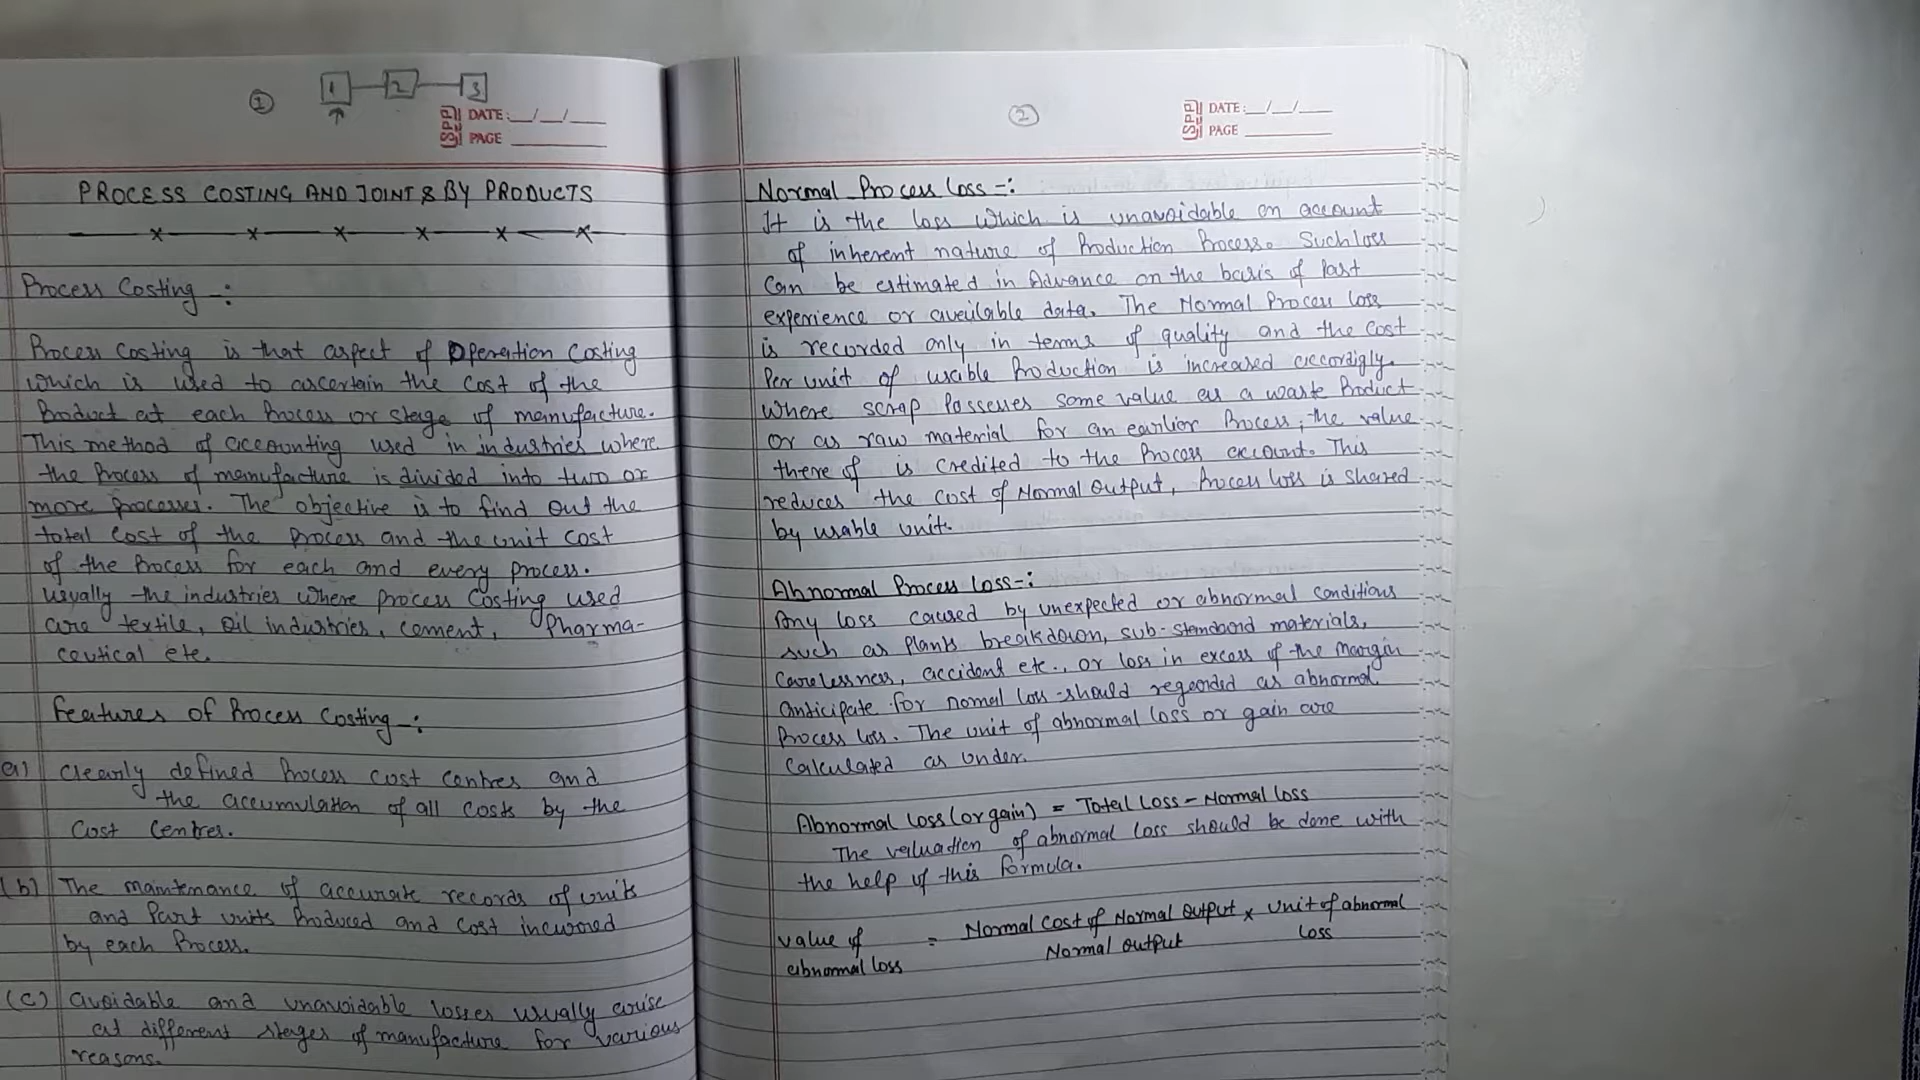 1
1 2 3
SPP DATE: __/__/____
PAGE ________
PROCESS COSTING AND JOINT & BY PRODUCTS
Process Costing -:
Process Costing is that aspect of Operation Costing
which is used to ascertain the cost of the
Product at each Process or stage of manufacture.
This method of accounting used in industries where
the Process of manufacture is divided into two or
more processes. The objective is to find out the
total cost of the process and the unit cost
of the Process for each and every process.
Usually the industries where process costing used
are textile, oil industries, cement, Pharma-
ceutical etc.
Features of Process Costing -:
a) Clearly defined Process cost centres and
the accumulation of all costs by the
Cost Centres.
(b) The maintenance of accurate records of units
and Part units Produced and cost incurred
by each Process.
(c) avoidable and unavoidable losses usually arise
at different stages of manufacture for various
reasons.
2
SPP DATE: __/__/____
PAGE ________
Normal Process Loss -:
It is the loss which is unavoidable on account
of inherent nature of Production Process. Such loss
Can be estimated in Advance on the basis of Past
experience or available data. The Normal Process loss
is recorded only in terms of quality and the cost
Per unit of usable Production is increased accordigly.
Where scrap Possesses some value as a waste Product
or as raw material for an earlier Process, the value
there of is credited to the Process account. This
reduces the cost of Normal Output, Process loss is shared
by usable units.
Abnormal Process Loss -:
Any loss caused by unexpected or abnormal conditions
such as Plants breakdown, sub-standard materials,
carelessness, accident etc., or loss in excess of the margin
anticipate for normal loss should regarded as abnormal
Process loss. The unit of abnormal loss or gain are
Calculated as under.
Abnormal Loss (or gain) = Total Loss - Normal loss
The valuation of abnormal loss should be done with
the help of this formula.
Value of abnormal loss = Normal Cost of Normal Output / Normal output × Unit of abnormal loss